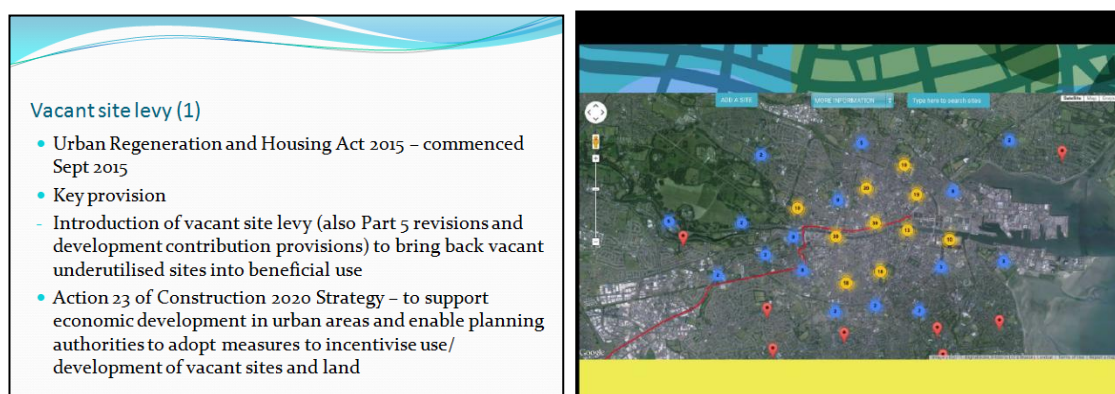 Vacant site levy (1)
Urban Regeneration and Housing Act 2015 – commenced
Sept 2015
Key provision
- Introduction of vacant site levy (also Part 5 revisions and
development contribution provisions) to bring back vacant
underutilised sites into beneficial use
Action 23 of Construction 2020 Strategy – to support
economic development in urban areas and enable planning
authorities to adopt measures to incentivise use/
development of vacant sites and land
ADD A SITE
MORE INFORMATION
Type here to search sites
Satellite
Map
Google